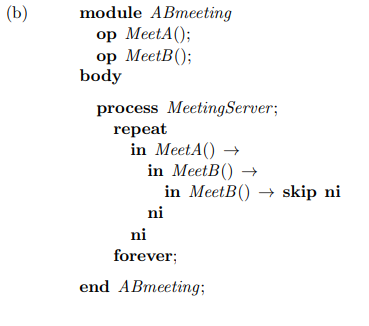 (b) module ABmeeting
op MeetA();
op MeetB();
body
process MeetingServer;
repeat
in MeetA() →
in MeetB() →
in MeetB() → skip ni
ni
ni
forever;
end ABmeeting;